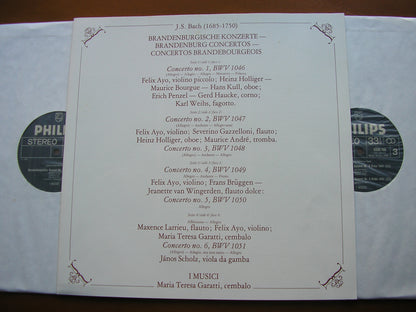 J.S. Bach (1685-1750)
BRANDENBURGISCHE KONZERTE —
BRANDENBURG CONCERTOS —
CONCERTOS BRANDEBOURGEOIS
Concerto no. 1, BWV 1046
Felix Ayo, violino piccolo; Heinz Holliger —
Maurice Bourgue — Hans Kull, oboe;
Erich Penzel — Gerd Haucke, corno;
Karl Weihs, fagotto.
Concerto no. 2, BWV 1047
Felix Ayo, violino; Severino Gazzelloni, flauto;
Heinz Holliger, oboe; Maurice André, tromba.
Concerto no. 3, BWV 1048
Concerto no. 4, BWV 1049
Felix Ayo, violino; Frans Brüggen —
Jeanette van Wingerden, flauto dolce:
Concerto no. 5, BWV 1050
Maxence Larrieu, flauto; Felix Ayo, violino;
Maria Teresa Garatti, cembalo
Concerto no. 6, BWV 1051
János Scholz, viola da gamba
I MUSICI
Maria Teresa Garatti, cembalo
PHILI
STEREO
LIPS
33